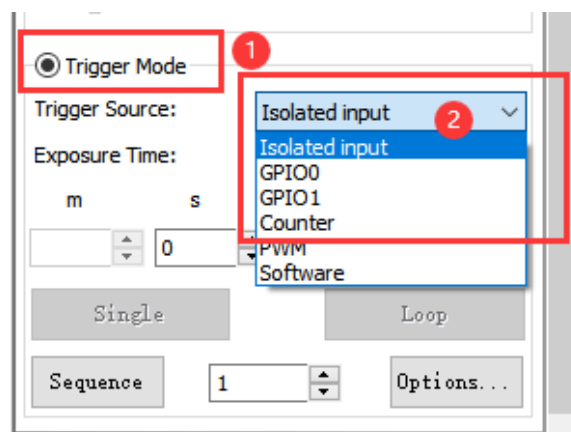 Trigger Mode
1
Trigger Source:
Isolated input
2
Isolated input
GPIO0
GPIO1
Counter
PWM
Software
Exposure Time:
m s
0
Single Loop
Sequence 1 Options...